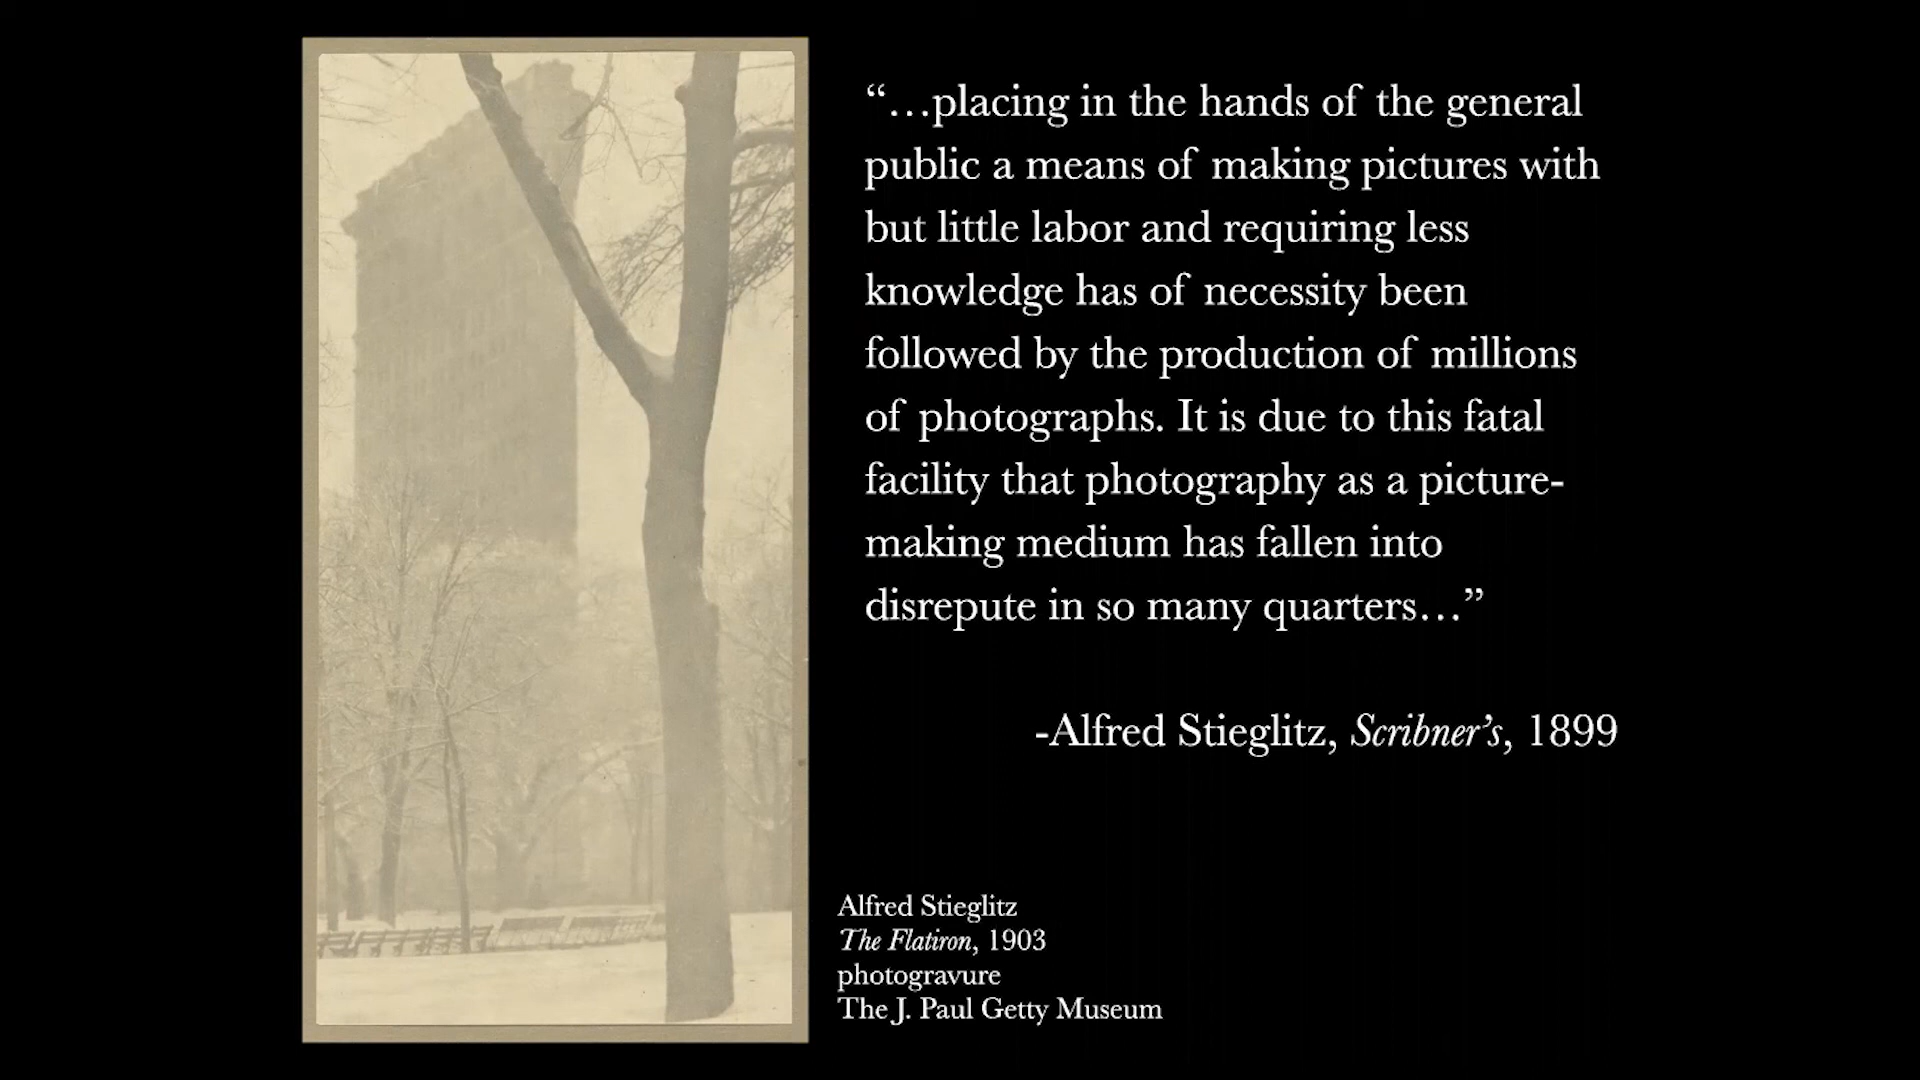 “…placing in the hands of the general
public a means of making pictures with
but little labor and requiring less
knowledge has of necessity been
followed by the production of millions
of photographs. It is due to this fatal
facility that photography as a picture-
making medium has fallen into
disrepute in so many quarters…”
-Alfred Stieglitz, Scribner’s, 1899
Alfred Stieglitz
The Flatiron, 1903
photogravure
The J. Paul Getty Museum